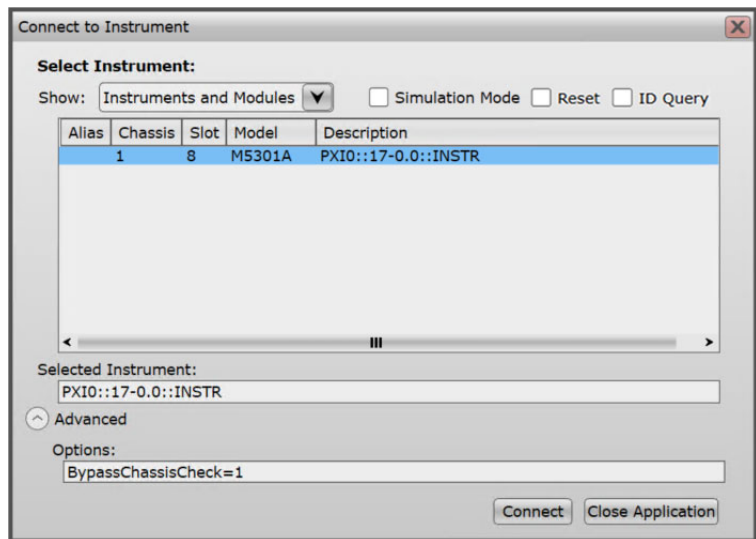 Connect to Instrument
Select Instrument:
Show: Instruments and Modules Simulation Mode Reset ID Query
Alias Chassis Slot Model Description
1 8 M5301A PXI0::17-0.0::INSTR
Selected Instrument:
PXI0::17-0.0::INSTR
Advanced
Options:
BypassChassisCheck=1
Connect Close Application